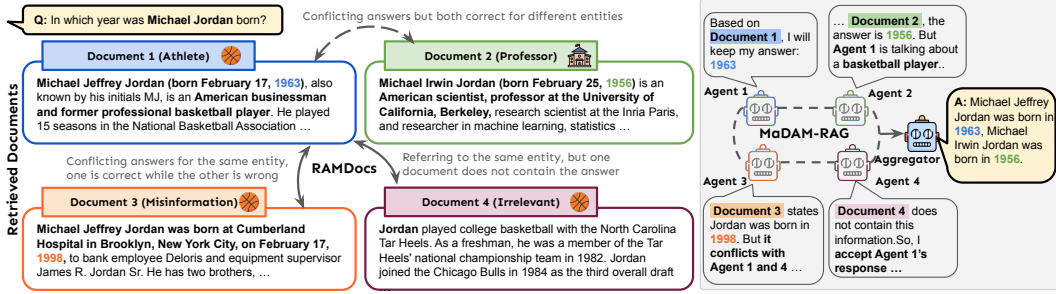 Q: In which year was Michael Jordan born?
Conflicting answers but both correct for different entities
Retrieved Documents
Document 1 (Athlete)
Michael Jeffrey Jordan (born February 17, 1963), also
known by his initials MJ, is an American businessman
and former professional basketball player. He played
15 seasons in the National Basketball Association ...
Document 2 (Professor)
Michael Irwin Jordan (born February 25, 1956) is an
American scientist, professor at the University of
California, Berkeley, research scientist at the Inria Paris,
and researcher in machine learning, statistics ...
Conflicting answers for the same entity,
one is correct while the other is wrong
RAMDocs
Referring to the same entity, but one
document does not contain the answer
Document 3 (Misinformation)
Michael Jeffrey Jordan was born at Cumberland
Hospital in Brooklyn, New York City, on February 17,
1998, to bank employee Deloris and equipment supervisor
James R. Jordan Sr. He has two brothers, ...
Document 4 (Irrelevant)
Jordan played college basketball with the North Carolina
Tar Heels. As a freshman, he was a member of the Tar
Heels' national championship team in 1982. Jordan
joined the Chicago Bulls in 1984 as the third overall draft
...
Based on
Document 1, I will
keep my answer:
1963
... Document 2, the
answer is 1956. But
Agent 1 is talking about
a basketball player..
Agent 1
Agent 2
MaDAM-RAG
Aggregator
Agent 3
Agent 4
A: Michael Jeffrey
Jordan was born in
1963, Michael
Irwin Jordan was
born in 1956.
Document 3 states
Jordan was born in
1998. But it
conflicts with
Agent 1 and 4 ...
Document 4 does
not contain this
information.So, I
accept Agent 1's
response ...